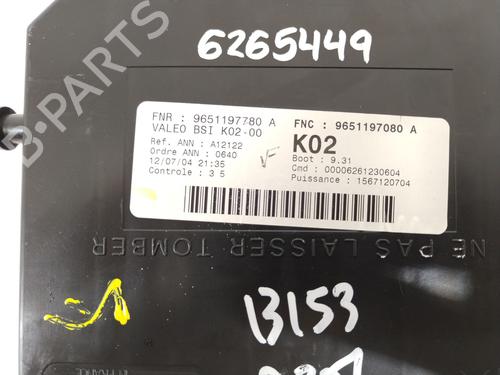 6265449
B-PARTS
FNR : 9651197780 A
FNC : 9651197080 A
VALEO BSI K02-00
K02
Ref. ANN : A12122
Boot : 9.31
Ordre ANN : 0640
Cmd : 00006261230604
12/07/04 21:35
Puissance : 1567120704
Controle : 3 5
NE PAS LAISSER TOMBER
13153